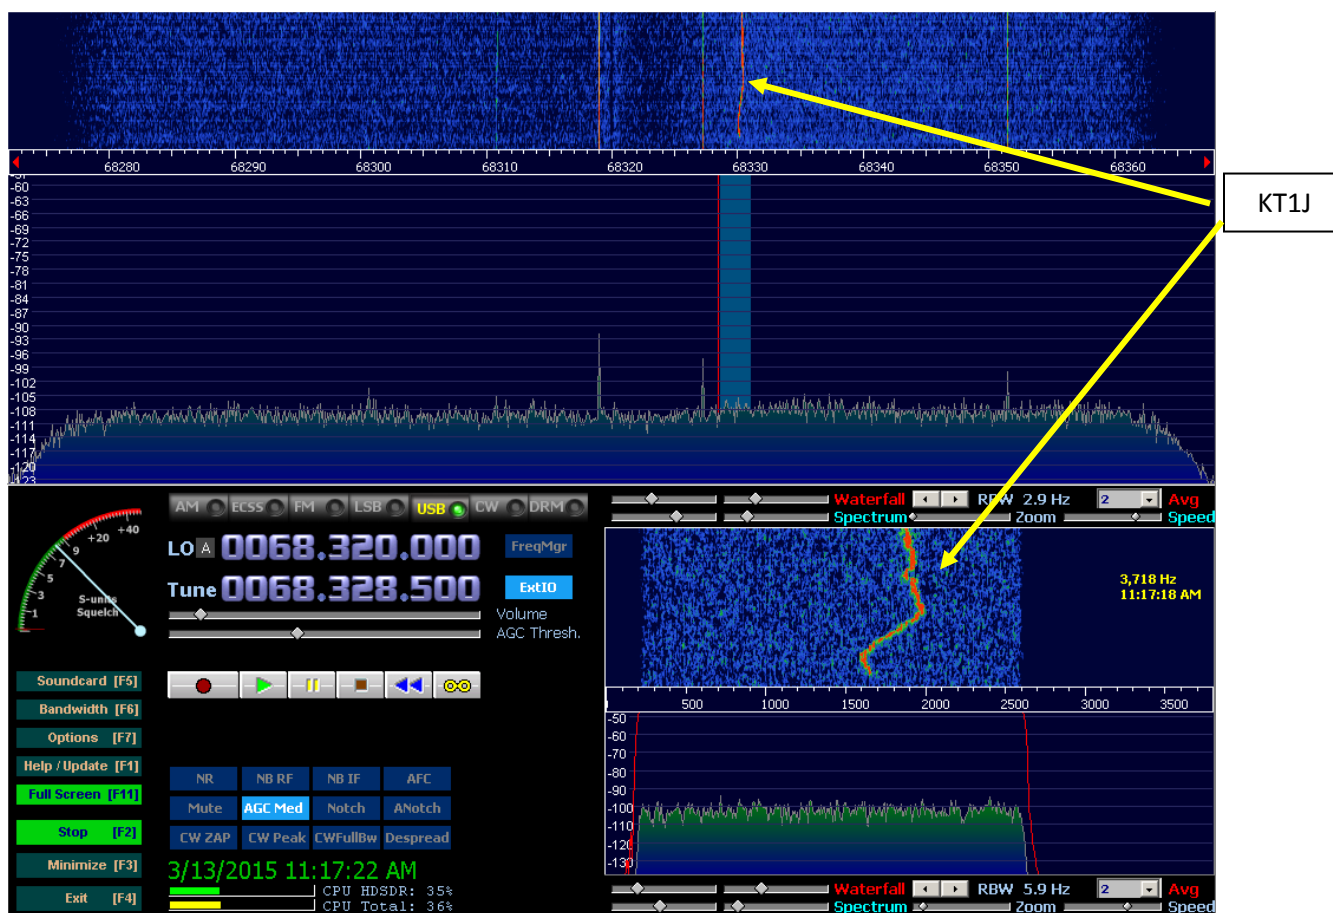 68280 68290 68300 68310 68320 68330 68340 68350 68360
KT1J
-60
-63
-66
-69
-72
-75
-78
-81
-84
-87
-90
-93
-96
-99
-102
-105
-108
-111
-114
-117
-120
AM ECSS FM LSB USB CW DRM
Waterfall RBW 2.9 Hz 2 Avg
Spectrum Zoom Speed
+20 +40
9
7
5
3
1
S-units
Squelch
LO A 0068.320.000 FreqMgr
Tune 0068.328.500 ExtIO
Volume
AGC Thresh.
3,718 Hz
11:17:18 AM
Soundcard [F5]
Bandwidth [F6]
Options [F7]
Help / Update [F1]
Full Screen [F11]
Stop [F2]
Minimize [F3]
Exit [F4]
NR NB RF NB IF AFC
Mute AGC Med Notch ANotch
CW ZAP CW Peak CWFullBw Despread
3/13/2015 11:17:22 AM
CPU HDSDR: 35%
CPU Total: 36%
500 1000 1500 2000 2500 3000 3500
-50
-60
-70
-80
-90
-100
-110
-120
-130
Waterfall RBW 5.9 Hz 2 Avg
Spectrum Zoom Speed